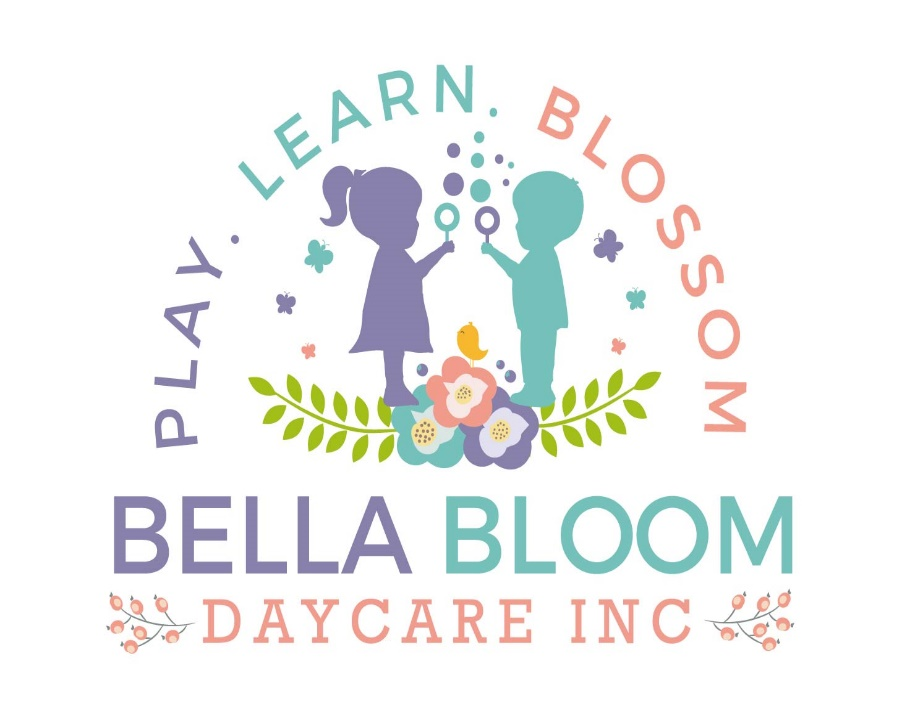 PLAY. LEARN. BLOSSOM
BELLA BLOOM
DAYCARE INC